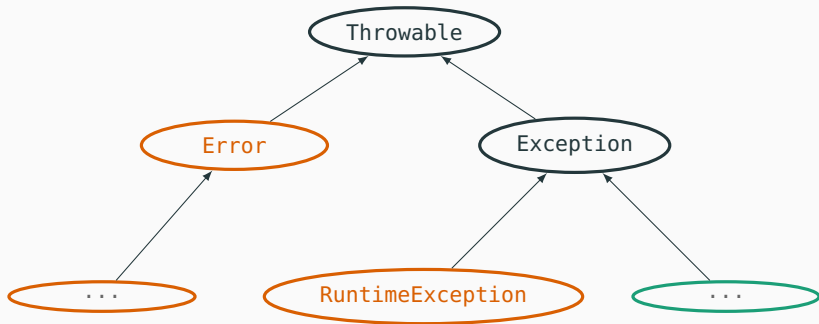 Throwable
Error
Exception
...
RuntimeException
...